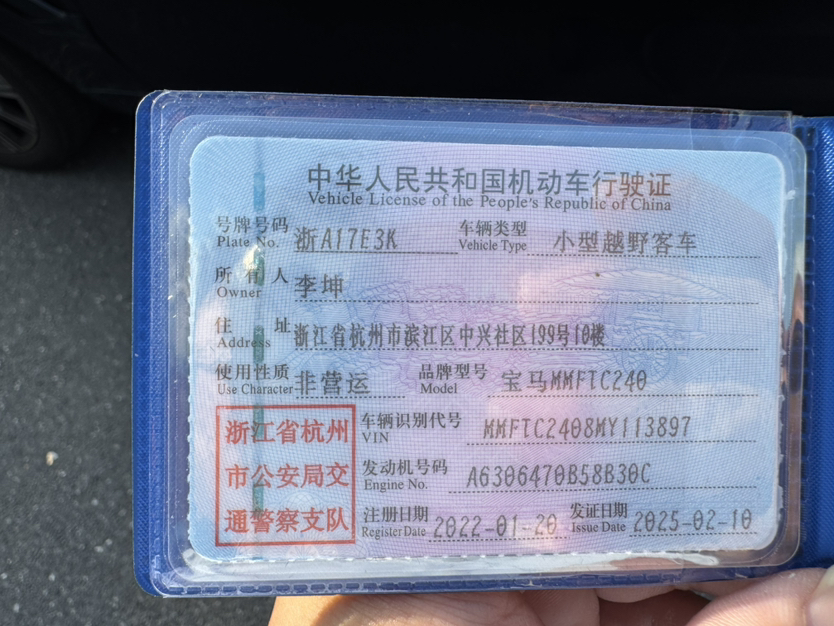 中华人民共和国机动车行驶证
Vehicle License of the People's Republic of China
号牌号码 浙A17E3K 车辆类型 小型越野客车
Plate No. Vehicle Type
所有人 李坤
Owner
住址 浙江省杭州市滨江区中兴社区199号10楼
Address
使用性质 非营运 品牌型号 宝马MMFTC240
Use Character Model
浙江省杭州
市公安局交
通警察支队
车辆识别代号 MMFTC2408MY113897
VIN
发动机号码 A6306470B58B30C
Engine No.
注册日期 2022-01-20 发证日期 2025-02-10
Register Date Issue Date